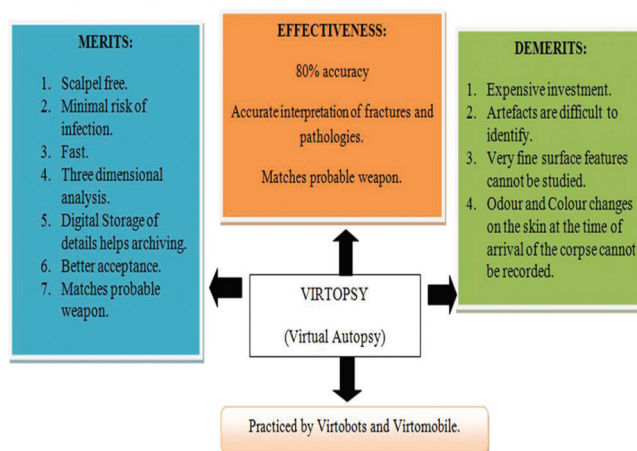 MERITS:
1. Scalpel free.
2. Minimal risk of
infection.
3. Fast.
4. Three dimensional
analysis.
5. Digital Storage of
details helps archiving.
6. Better acceptance.
7. Matches probable
weapon.
EFFECTIVENESS:
80% accuracy
Accurate interpretation of fractures and
pathologies.
Matches probable weapon.
DEMERITS:
1. Expensive investment.
2. Artefacts are difficult to
identify.
3. Very fine surface features
cannot be studied.
4. Odour and Colour changes
on the skin at the time of
arrival of the corpse cannot
be recorded.
VIRTOPSY
(Virtual Autopsy)
Practiced by Virtobots and Virtomobile.